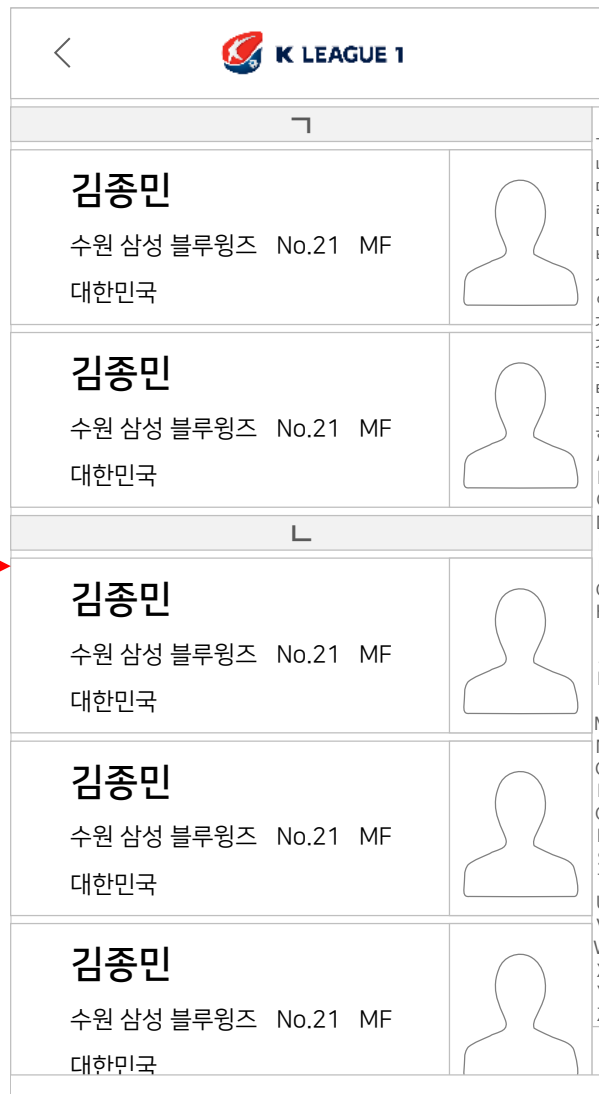 K LEAGUE 1
ㄱ
김종민
수원 삼성 블루윙즈 No.21 MF
대한민국
김종민
수원 삼성 블루윙즈 No.21 MF
대한민국
ㄴ
김종민
수원 삼성 블루윙즈 No.21 MF
대한민국
김종민
수원 삼성 블루윙즈 No.21 MF
대한민국
김종민
수원 삼성 블루윙즈 No.21 MF
대한민국